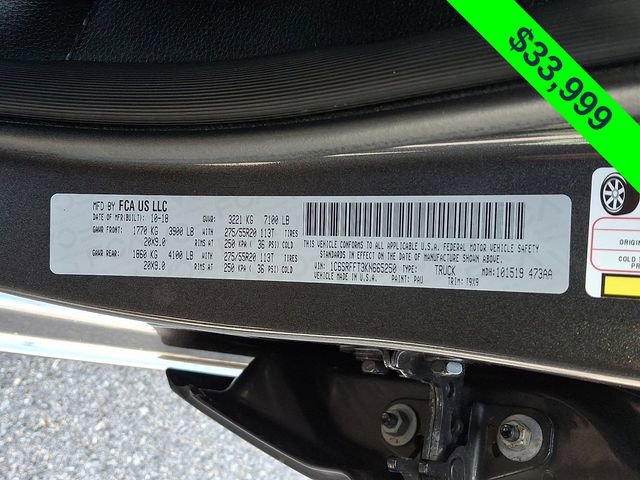 $33,999
MFD BY FCA US LLC
DATE OF MFR(BUILT): 10-18 GVWR: 3221 KG 7100 LB
GAWR FRONT: 1770 KG 3900 LB WITH 275/55R20 113T TIRES
20X9.0 RIMS AT 250 KPA( 36 PSI) COLD
GAWR REAR: 1860 KG 4100 LB WITH 275/55R20 113T TIRES
20X9.0 RIMS AT 250 KPA( 36 PSI) COLD
THIS VEHICLE CONFORMS TO ALL APPLICABLE U.S.A. FEDERAL MOTOR VEHICLE SAFETY
STANDARDS IN EFFECT ON THE DATE OF MANUFACTURE SHOWN ABOVE.
VIN: 1C6SRFFT3KN665250 TYPE: TRUCK MDH:101519 473AA
VEHICLE MADE IN U.S.A. PAINT: PAU TRIM: T9X9
ORIGIN
COLD